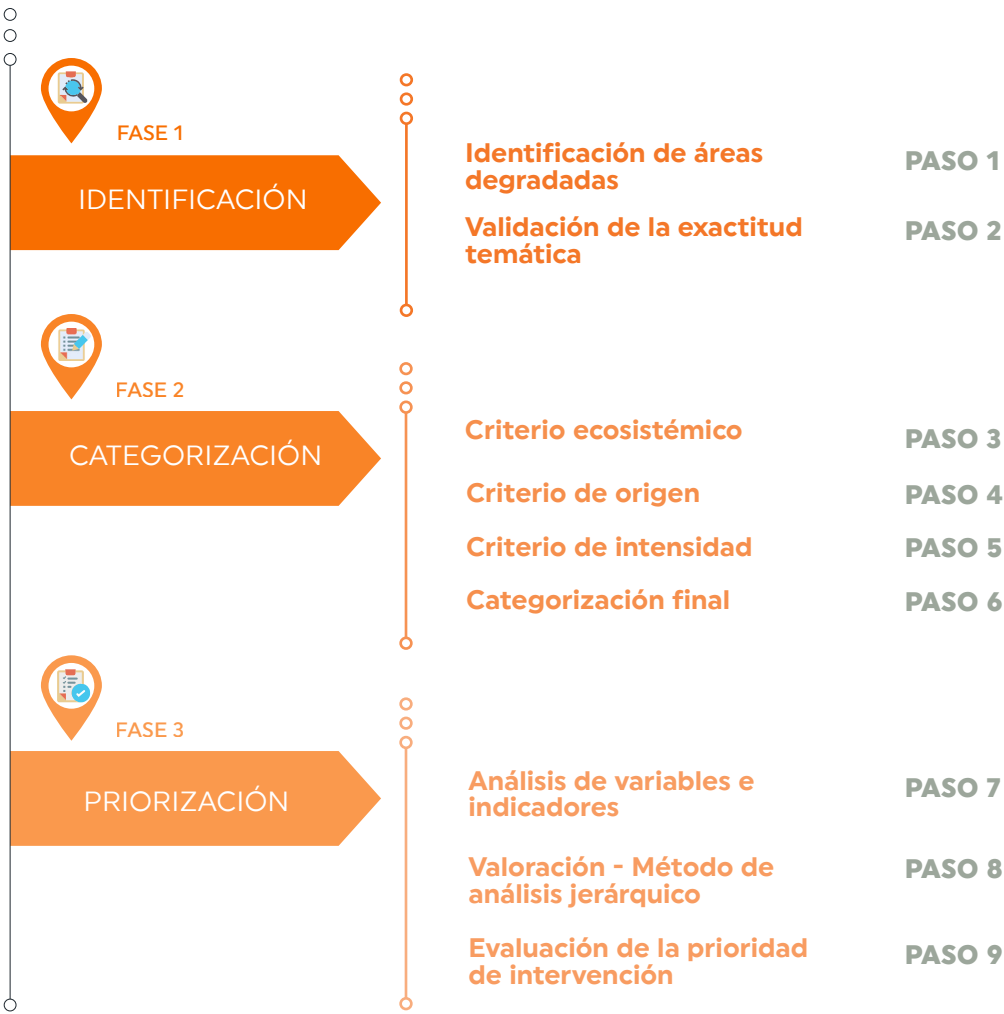 FASE 1
IDENTIFICACIÓN
Identificación de áreas
degradadas
PASO 1
Validación de la exactitud
temática
PASO 2
FASE 2
CATEGORIZACIÓN
Criterio ecosistémico
PASO 3
Criterio de origen
PASO 4
Criterio de intensidad
PASO 5
Categorización final
PASO 6
FASE 3
PRIORIZACIÓN
Análisis de variables e
indicadores
PASO 7
Valoración - Método de
análisis jerárquico
PASO 8
Evaluación de la prioridad
de intervención
PASO 9